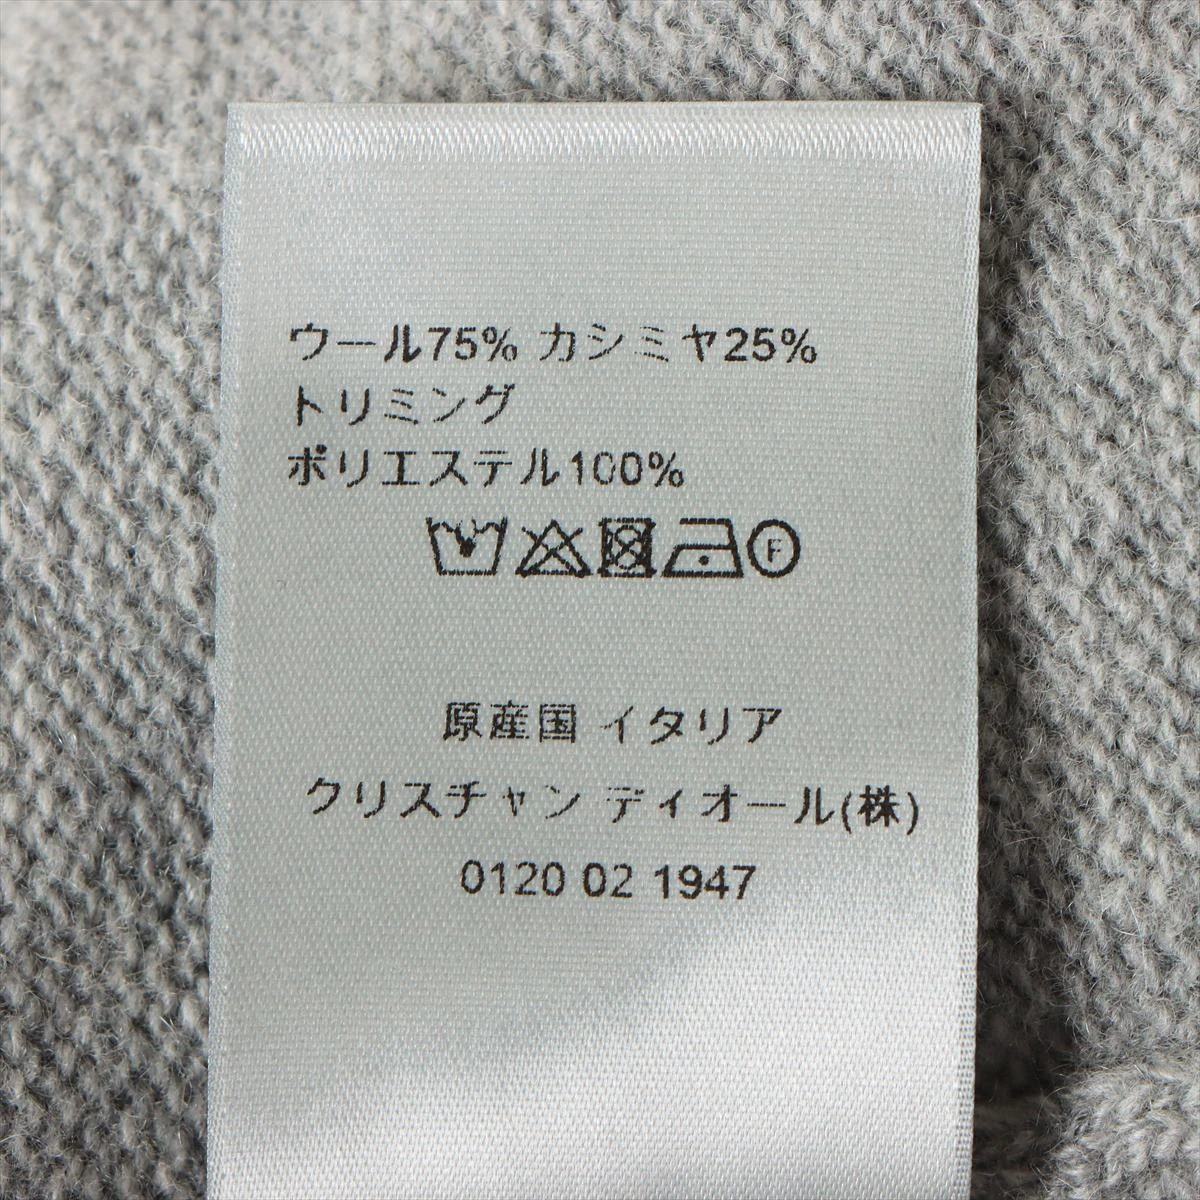 ウール75% カシミヤ25%
トリミング
ポリエステル100%
F
原産国 イタリア
クリスチャン ディオール(株)
0120 02 1947